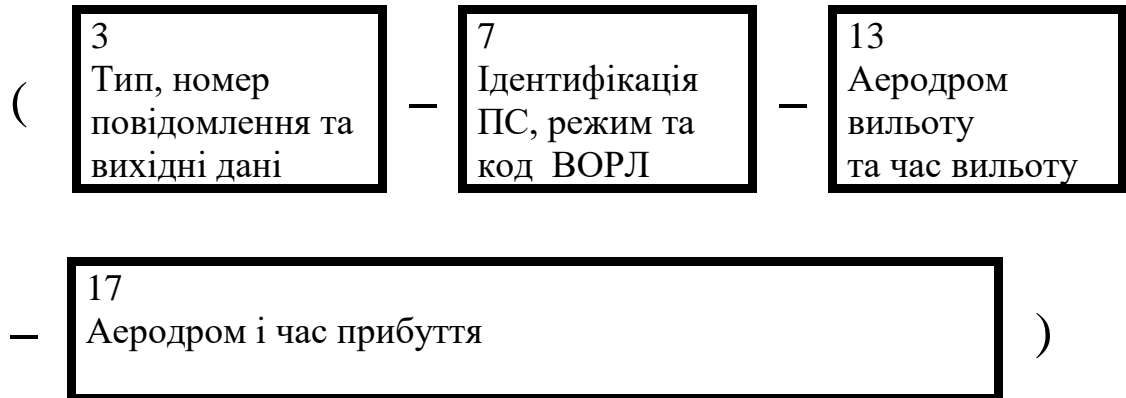 (
3
Тип, номер
повідомлення та
вихідні дані
–
7
Ідентифікація
ПС, режим та
код ВОРЛ
–
13
Аеродром
вильоту
та час вильоту
–
17
Аеродром і час прибуття
)